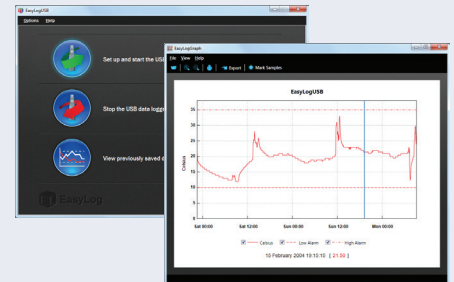 EasyLogUSB
Options Help
Set up and start the USB
Stop the USB data logge
View previously saved d
EasyLog
EasyLogGraph
File View Help
Export Mark Samples
EasyLogUSB
Celsius
35
30
25
20
15
10
5
0
Sat 00:00 Sat 12:00 Sun 00:00 Sun 12:00 Mon 00:00
Celsius Low Alarm High Alarm
15 February 2004 19:10:10 [ 21.50 ]